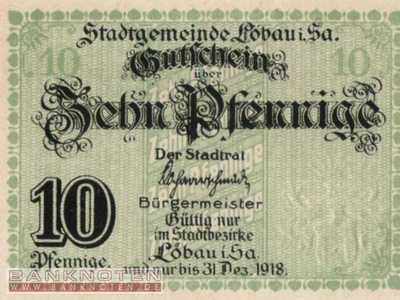 Stadtgemeinde Löbau i. Sa.
Gutschein
10 über 10
Zehn Pfennige
Der Stadtrat
Bürgermeister
10
Pfennige.
Gültig nur
im Stadtbezirke
Löbau i. Sa.
und nur bis 31. Dez. 1918.
BANKNOTEN
WWW.BANKNOTEN.DE